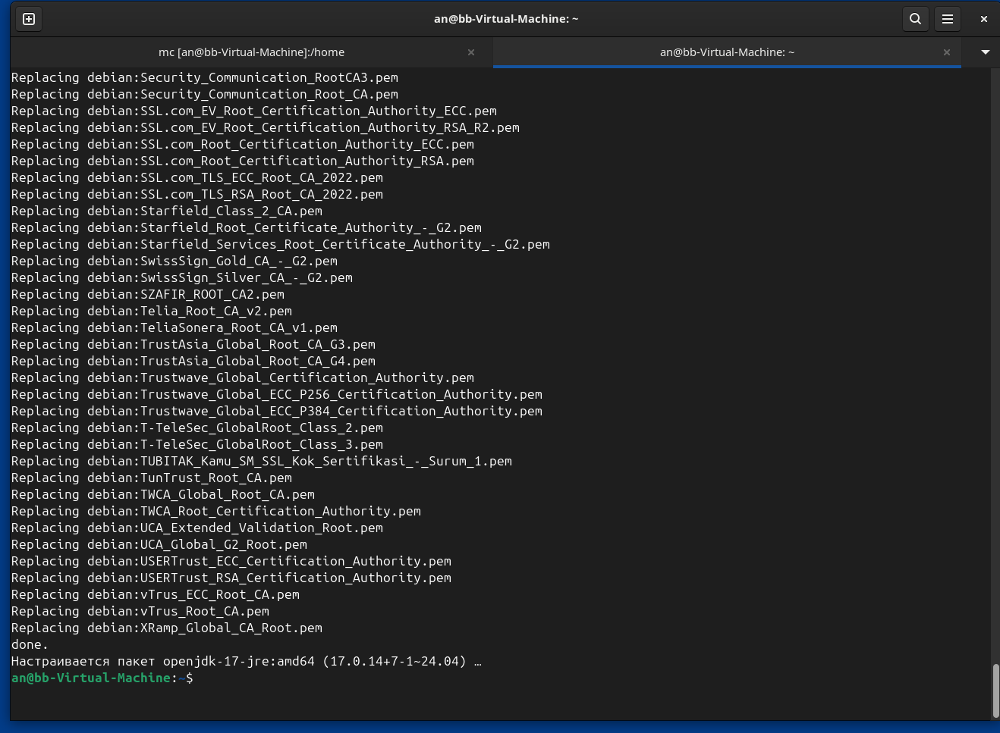 an@bb-Virtual-Machine: ~
mc [an@bb-Virtual-Machine]:/home
an@bb-Virtual-Machine: ~
Replacing debian:Security_Communication_RootCA3.pem
Replacing debian:Security_Communication_Root_CA.pem
Replacing debian:SSL.com_EV_Root_Certification_Authority_ECC.pem
Replacing debian:SSL.com_EV_Root_Certification_Authority_RSA_R2.pem
Replacing debian:SSL.com_Root_Certification_Authority_ECC.pem
Replacing debian:SSL.com_Root_Certification_Authority_RSA.pem
Replacing debian:SSL.com_TLS_ECC_Root_CA_2022.pem
Replacing debian:SSL.com_TLS_RSA_Root_CA_2022.pem
Replacing debian:Starfield_Class_2_CA.pem
Replacing debian:Starfield_Root_Certificate_Authority_-_G2.pem
Replacing debian:Starfield_Services_Root_Certificate_Authority_-_G2.pem
Replacing debian:SwissSign_Gold_CA_-_G2.pem
Replacing debian:SwissSign_Silver_CA_-_G2.pem
Replacing debian:SZAFIR_ROOT_CA2.pem
Replacing debian:Telia_Root_CA_v2.pem
Replacing debian:TeliaSonera_Root_CA_v1.pem
Replacing debian:TrustAsia_Global_Root_CA_G3.pem
Replacing debian:TrustAsia_Global_Root_CA_G4.pem
Replacing debian:Trustwave_Global_Certification_Authority.pem
Replacing debian:Trustwave_Global_ECC_P256_Certification_Authority.pem
Replacing debian:Trustwave_Global_ECC_P384_Certification_Authority.pem
Replacing debian:T-TeleSec_GlobalRoot_Class_2.pem
Replacing debian:T-TeleSec_GlobalRoot_Class_3.pem
Replacing debian:TUBITAK_Kamu_SM_SSL_Kok_Sertifikasi_-_Surum_1.pem
Replacing debian:TunTrust_Root_CA.pem
Replacing debian:TWCA_Global_Root_CA.pem
Replacing debian:TWCA_Root_Certification_Authority.pem
Replacing debian:UCA_Extended_Validation_Root.pem
Replacing debian:UCA_Global_G2_Root.pem
Replacing debian:USERTrust_ECC_Certification_Authority.pem
Replacing debian:USERTrust_RSA_Certification_Authority.pem
Replacing debian:vTrus_ECC_Root_CA.pem
Replacing debian:vTrus_Root_CA.pem
Replacing debian:XRamp_Global_CA_Root.pem
done.
Настраивается пакет openjdk-17-jre:amd64 (17.0.14+7-1~24.04) …
an@bb-Virtual-Machine:~$